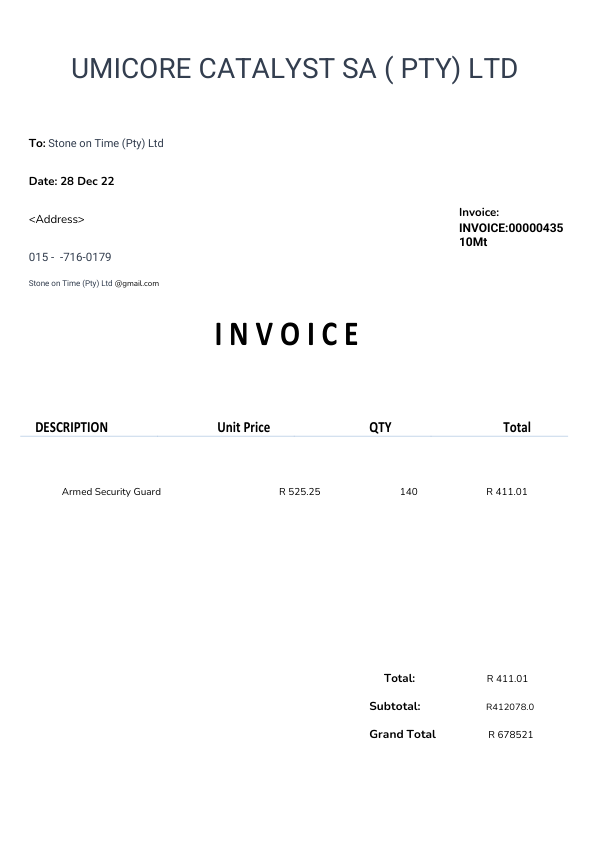 UMICORE CATALYST SA ( PTY) LTD
To: Stone on Time (Pty) Ltd
Date: 28 Dec 22
<Address>
Invoice:
INVOICE:00000435
10Mt
015 -  -716-0179
Stone on Time (Pty) Ltd @gmail.com
INVOICE
DESCRIPTION Unit Price QTY Total
Armed Security Guard R 525.25 140 R 411.01
Total: R 411.01
Subtotal: R412078.0
Grand Total R 678521